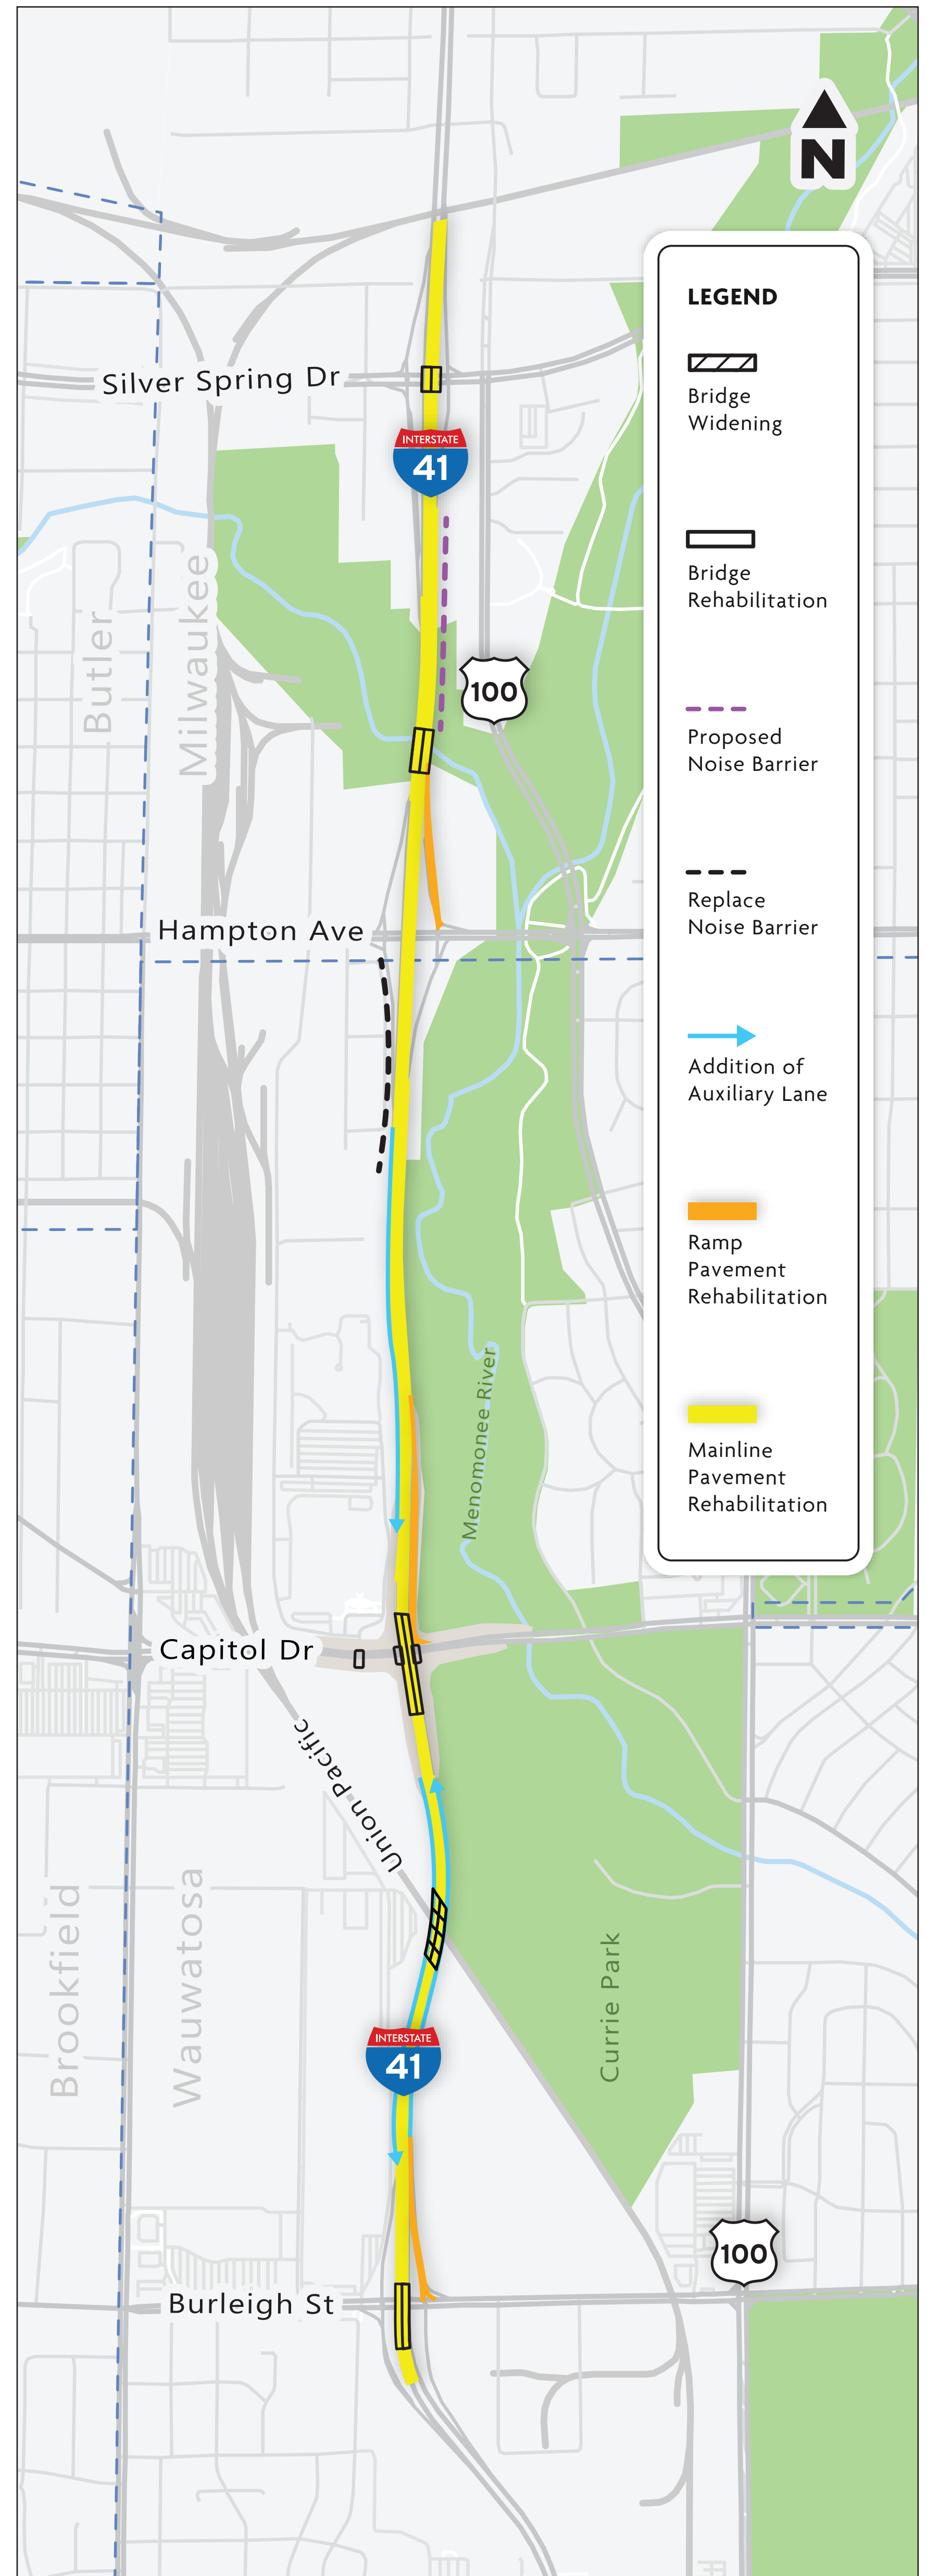 N
LEGEND
Bridge
Widening
Bridge
Rehabilitation
Proposed
Noise Barrier
Replace
Noise Barrier
Addition of
Auxiliary Lane
Ramp
Pavement
Rehabilitation
Mainline
Pavement
Rehabilitation
Silver Spring Dr
INTERSTATE
41
Butler
Milwaukee
100
Hampton Ave
Menomonee River
Capitol Dr
Union Pacific
Brookfield
Wauwatosa
Currie Park
INTERSTATE
41
100
Burleigh St